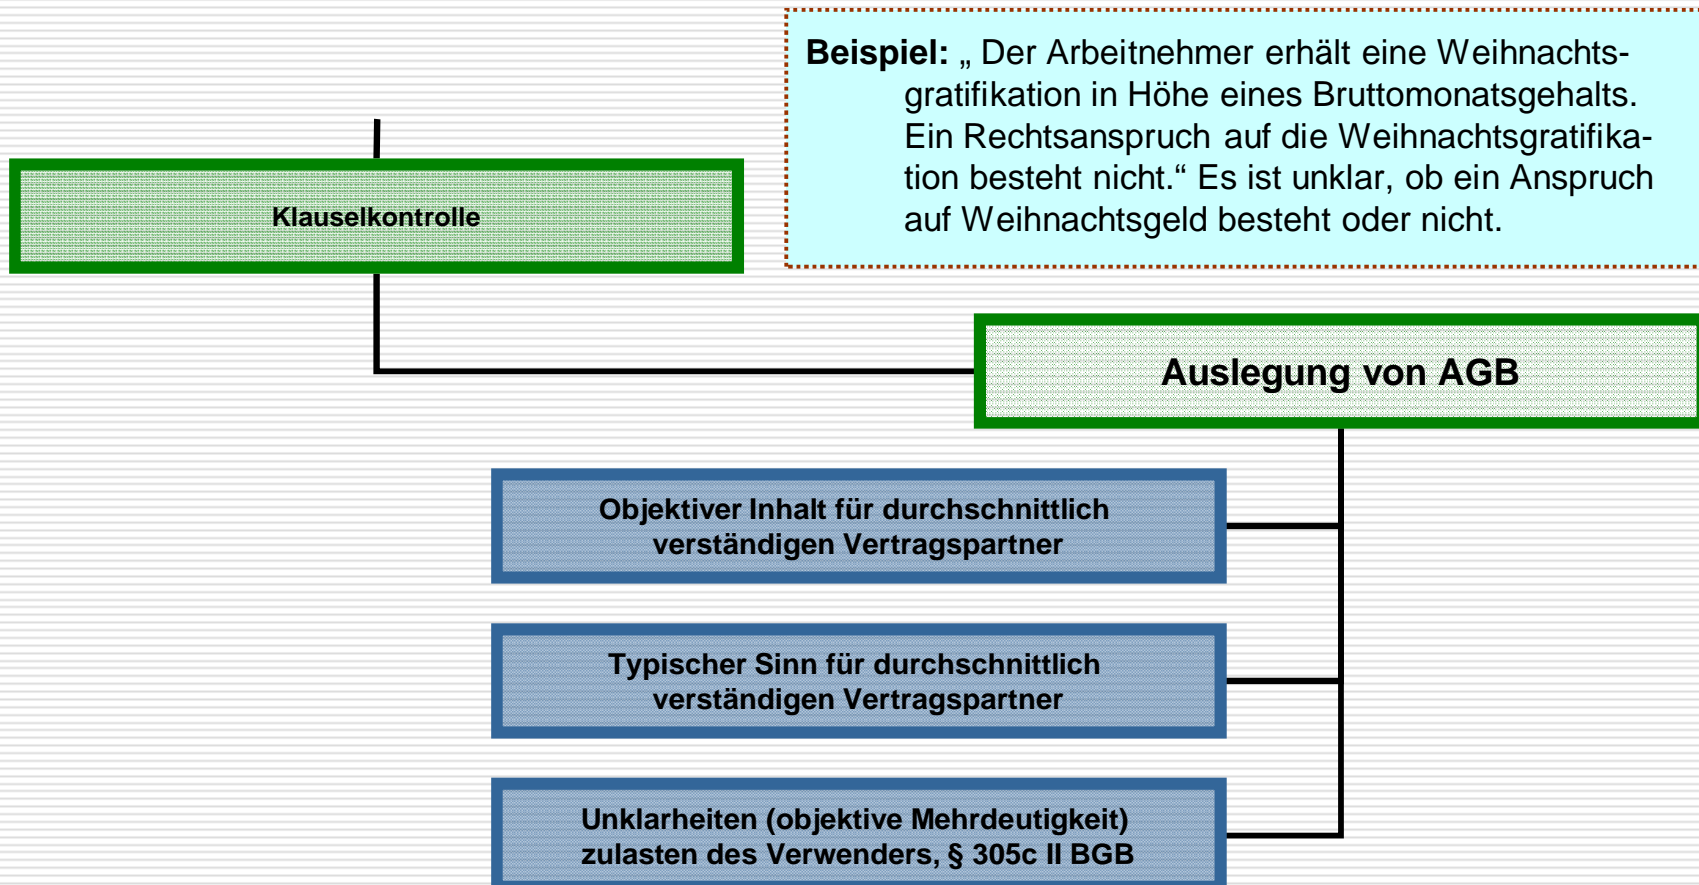 Beispiel: „ Der Arbeitnehmer erhält eine Weihnachts-
gratifikation in Höhe eines Bruttomonatsgehalts.
Ein Rechtsanspruch auf die Weihnachtsgratifika-
tion besteht nicht.“ Es ist unklar, ob ein Anspruch
auf Weihnachtsgeld besteht oder nicht.
Klauselkontrolle
Auslegung von AGB
Objektiver Inhalt für durchschnittlich
verständigen Vertragspartner
Typischer Sinn für durchschnittlich
verständigen Vertragspartner
Unklarheiten (objektive Mehrdeutigkeit)
zulasten des Verwenders, § 305c II BGB